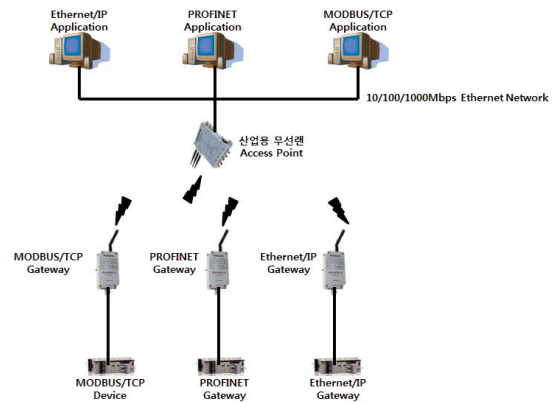 Ethernet/IP
Application
PROFINET
Application
MODBUS/TCP
Application
10/100/1000Mbps Ethernet Network
산업용 무선랜
Access Point
MODBUS/TCP
Gateway
PROFINET
Gateway
Ethernet/IP
Gateway
MODBUS/TCP
Device
PROFINET
Gateway
Ethernet/IP
Gateway